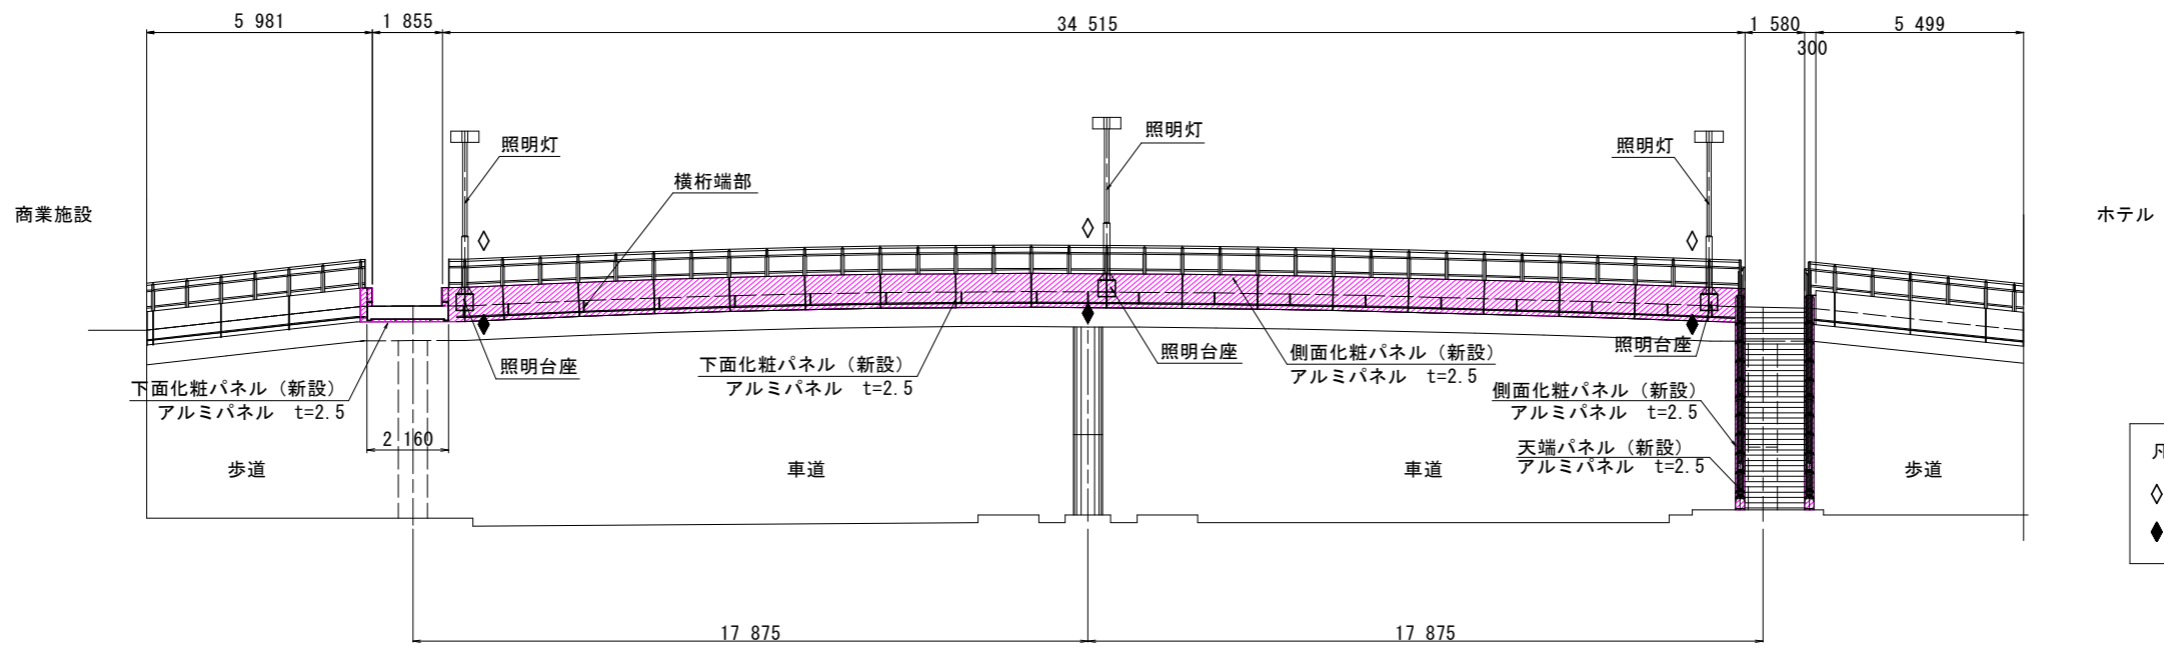 5 981
1 855
34 515
1 580
300
5 499
照明灯
照明灯
照明灯
横桁端部
商業施設
ホテル
照明台座
照明台座
照明台座
下面化粧パネル（新設）
アルミパネル t=2.5
下面化粧パネル（新設）
アルミパネル t=2.5
側面化粧パネル（新設）
アルミパネル t=2.5
側面化粧パネル（新設）
アルミパネル t=2.5
天端パネル（新設）
アルミパネル t=2.5
2 160
歩道
車道
車道
歩道
17 875
17 875